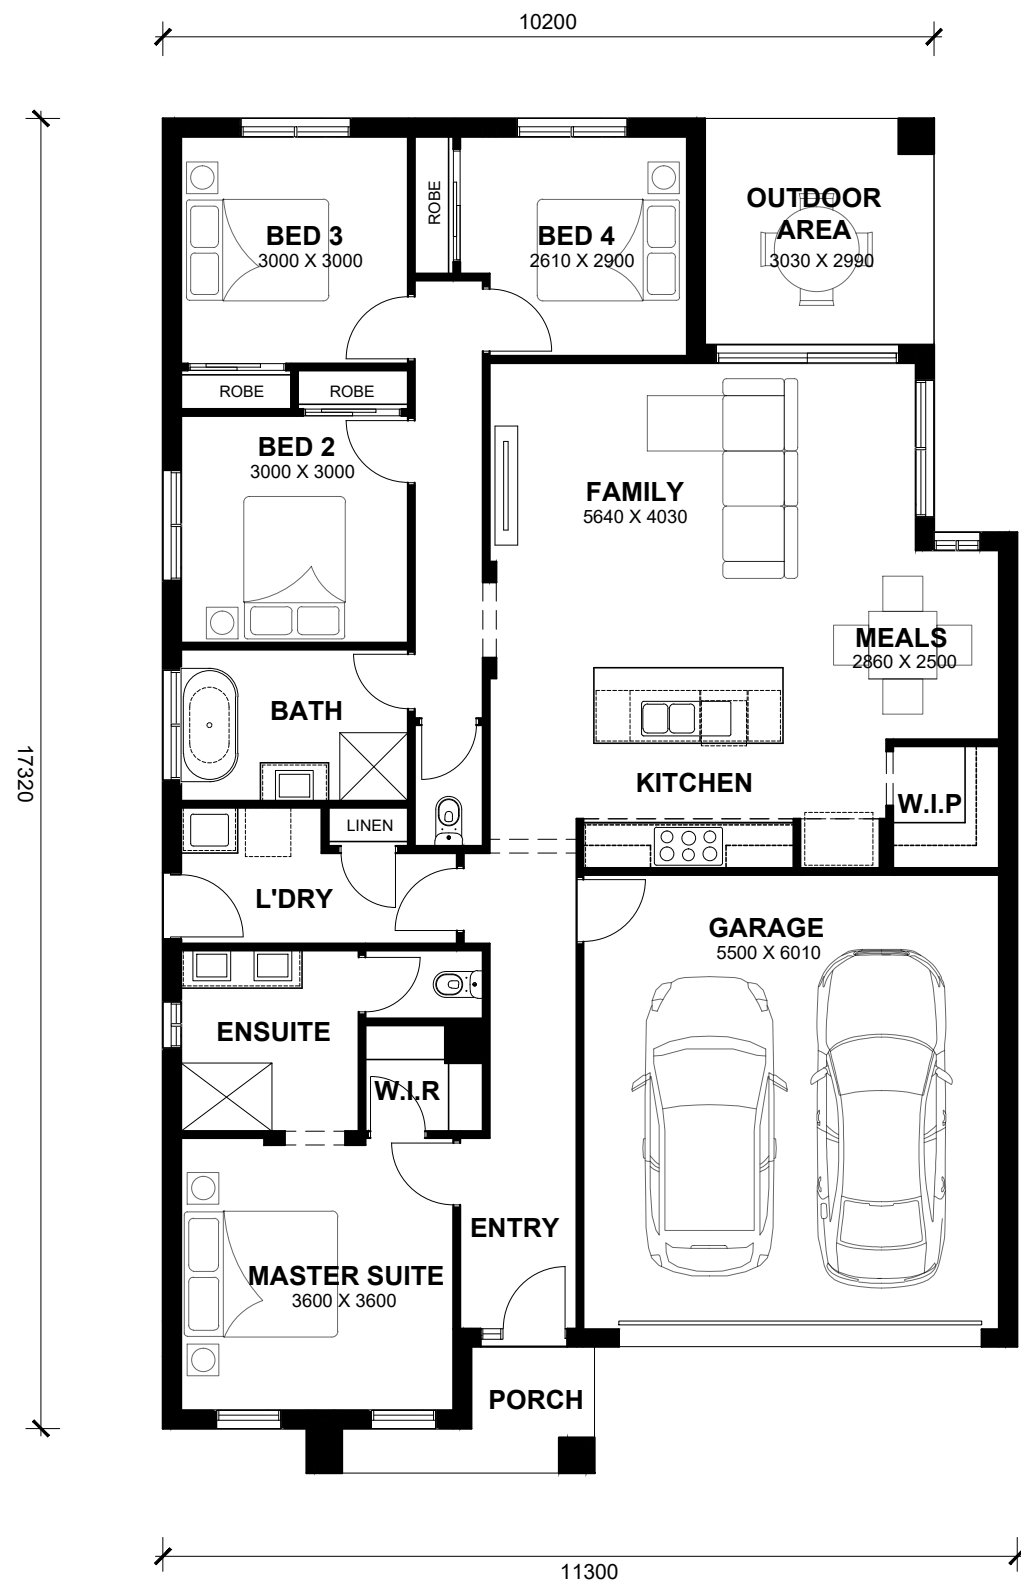 10200
17320
BED 3
3000 X 3000
ROBE
BED 4
2610 X 2900
OUTDOOR
AREA
3030 X 2990
ROBE
ROBE
BED 2
3000 X 3000
FAMILY
5640 X 4030
MEALS
2860 X 2500
BATH
KITCHEN
W.I.P
LINEN
L'DRY
GARAGE
5500 X 6010
ENSUITE
W.I.R
ENTRY
MASTER SUITE
3600 X 3600
PORCH
11300